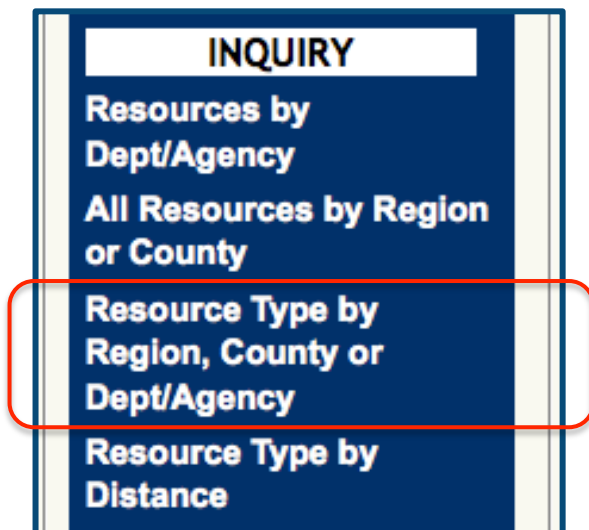 INQUIRY
Resources by
Dept/Agency
All Resources by Region
or County
Resource Type by
Region, County or
Dept/Agency
Resource Type by
Distance